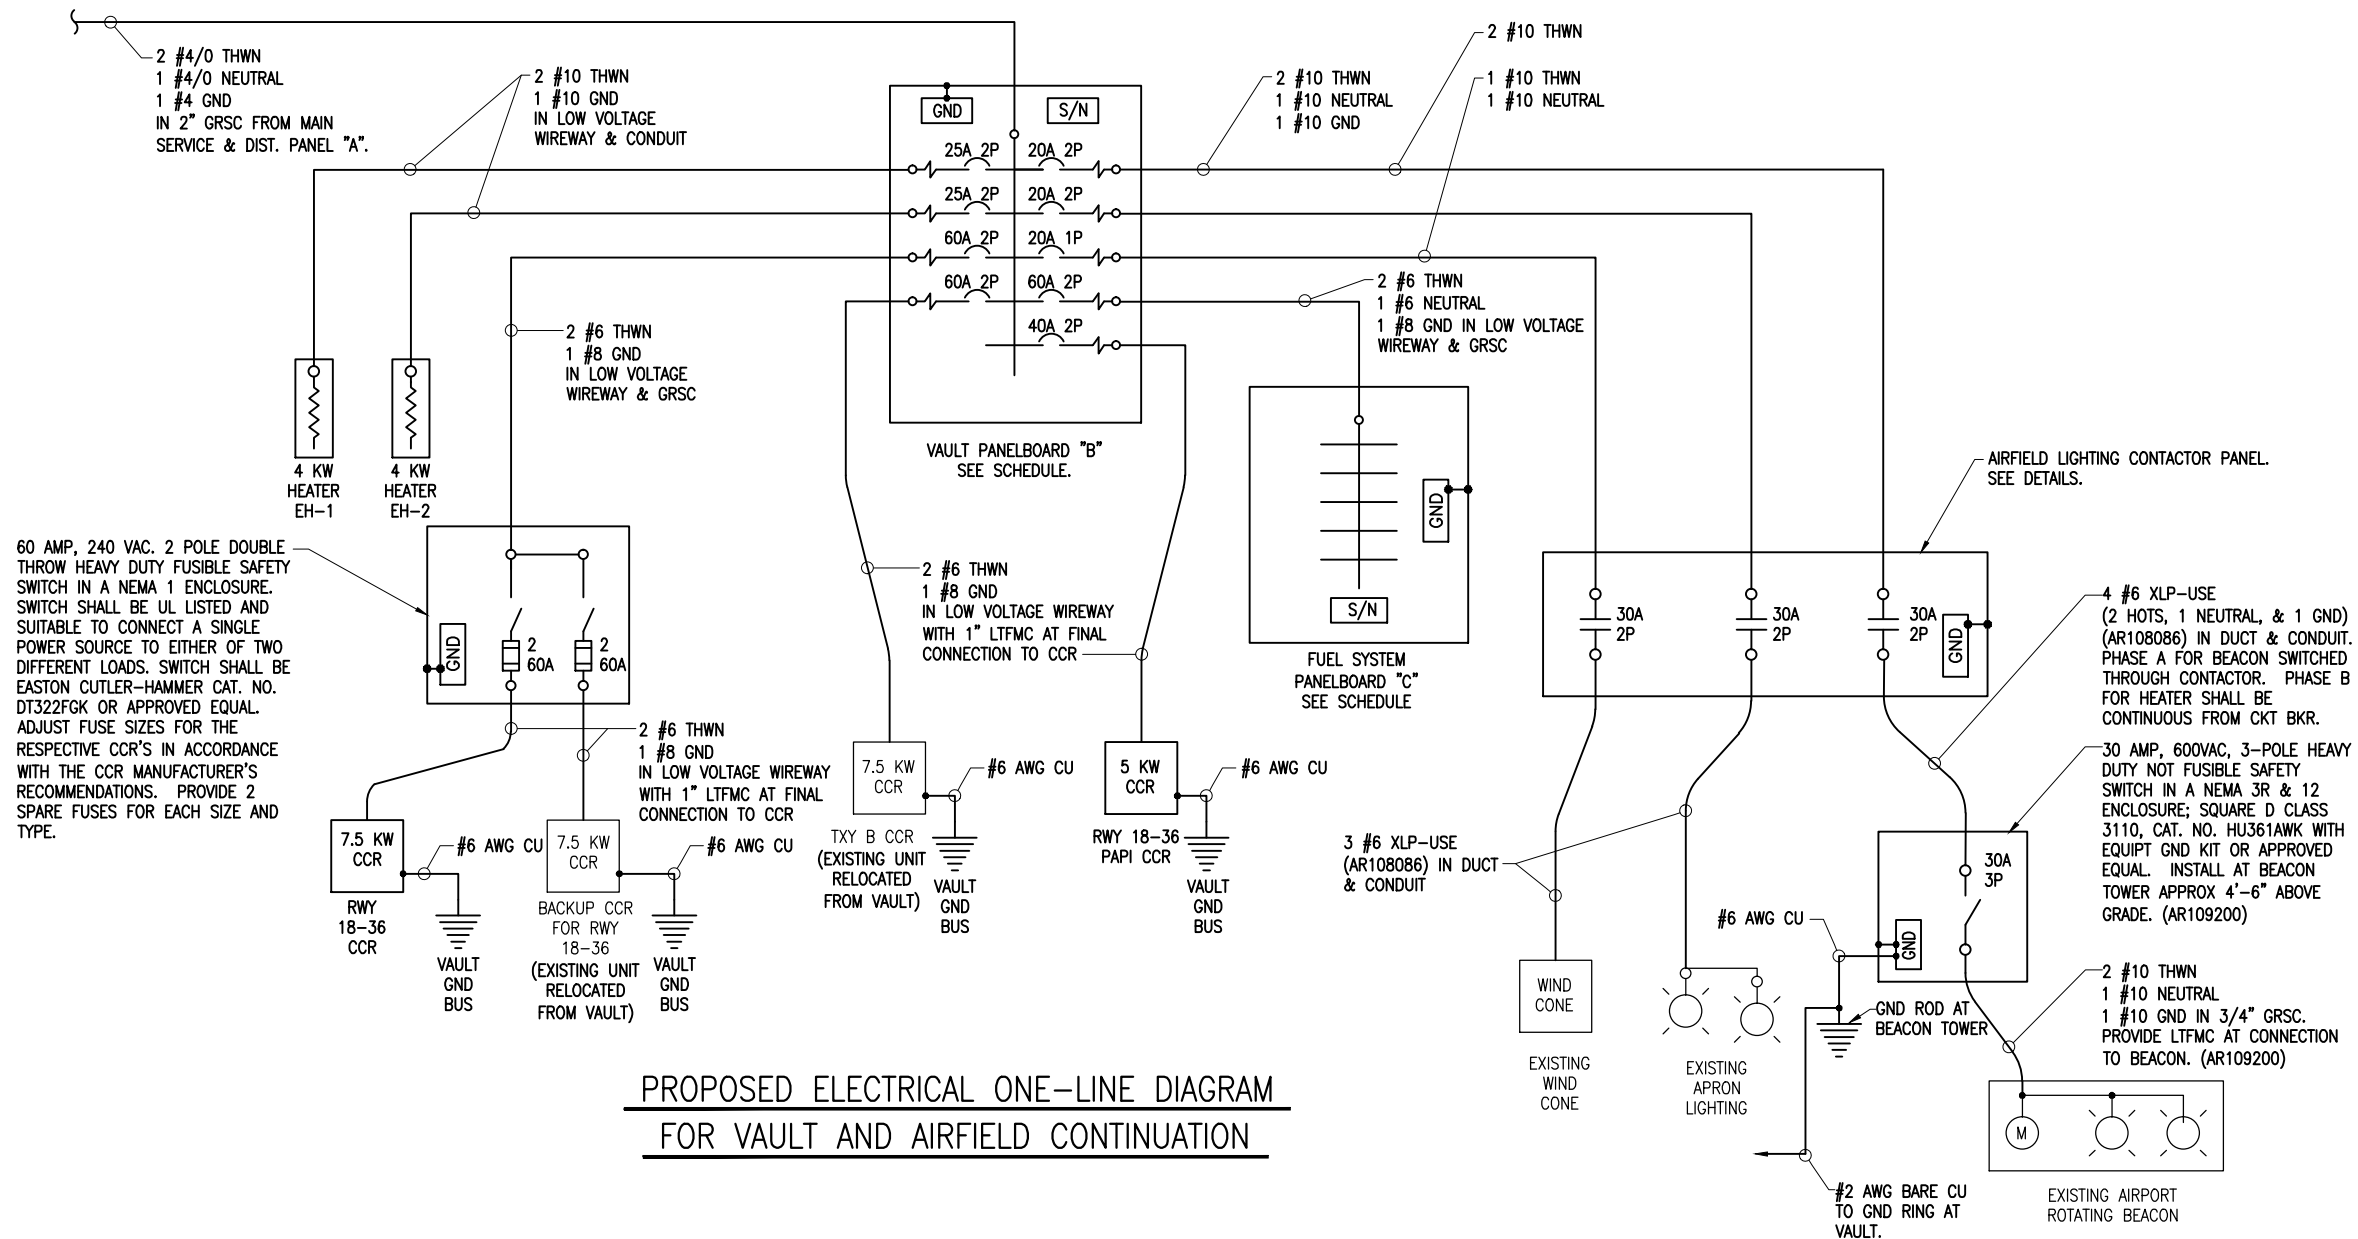 2 #4/0 THWN
1 #4/0 NEUTRAL
1 #4 GND
IN 2" GRSC FROM MAIN
SERVICE & DIST. PANEL "A".
2 #10 THWN
1 #10 GND
IN LOW VOLTAGE
WIREWAY & CONDUIT
GND
S/N
25A 2P
20A 2P
25A 2P
20A 2P
60A 2P
20A 1P
60A 2P
60A 2P
40A 2P
VAULT PANELBOARD "B"
SEE SCHEDULE.
2 #10 THWN
1 #10 NEUTRAL
1 #10 GND
2 #10 THWN
1 #10 THWN
1 #10 NEUTRAL
2 #6 THWN
1 #6 NEUTRAL
1 #8 GND IN LOW VOLTAGE
WIREWAY & GRSC
2 #6 THWN
1 #8 GND
IN LOW VOLTAGE
WIREWAY & GRSC
4 KW
HEATER
EH-1
4 KW
HEATER
EH-2
60 AMP, 240 VAC. 2 POLE DOUBLE
THROW HEAVY DUTY FUSIBLE SAFETY
SWITCH IN A NEMA 1 ENCLOSURE.
SWITCH SHALL BE UL LISTED AND
SUITABLE TO CONNECT A SINGLE
POWER SOURCE TO EITHER OF TWO
DIFFERENT LOADS. SWITCH SHALL BE
EASTON CUTLER-HAMMER CAT. NO.
DT322FGK OR APPROVED EQUAL.
ADJUST FUSE SIZES FOR THE
RESPECTIVE CCR'S IN ACCORDANCE
WITH THE CCR MANUFACTURER'S
RECOMMENDATIONS. PROVIDE 2
SPARE FUSES FOR EACH SIZE AND
TYPE.
GND
2
60A
2
60A
2 #6 THWN
1 #8 GND
IN LOW VOLTAGE WIREWAY
WITH 1" LTFMC AT FINAL
CONNECTION TO CCR
7.5 KW
CCR
#6 AWG CU
RWY
18-36
CCR
VAULT
GND
BUS
7.5 KW
CCR
#6 AWG CU
BACKUP CCR
FOR RWY
18-36
(EXISTING UNIT
RELOCATED
FROM VAULT)
VAULT
GND
BUS
2 #6 THWN
1 #8 GND
IN LOW VOLTAGE WIREWAY
WITH 1" LTFMC AT FINAL
CONNECTION TO CCR
7.5 KW
CCR
#6 AWG CU
TXY B CCR
(EXISTING UNIT
RELOCATED
FROM VAULT)
VAULT
GND
BUS
5 KW
CCR
#6 AWG CU
RWY 18-36
PAPI CCR
VAULT
GND
BUS
GND
S/N
FUEL SYSTEM
PANELBOARD "C"
SEE SCHEDULE
AIRFIELD LIGHTING CONTACTOR PANEL.
SEE DETAILS.
30A
2P
30A
2P
30A
2P
GND
4 #6 XLP-USE
(2 HOTS, 1 NEUTRAL, & 1 GND)
(AR108086) IN DUCT & CONDUIT.
PHASE A FOR BEACON SWITCHED
THROUGH CONTACTOR. PHASE B
FOR HEATER SHALL BE
CONTINUOUS FROM CKT BKR.
30 AMP, 600VAC, 3-POLE HEAVY
DUTY NOT FUSIBLE SAFETY
SWITCH IN A NEMA 3R & 12
ENCLOSURE; SQUARE D CLASS
3110, CAT. NO. HU361AWK WITH
EQUIPT GND KIT OR APPROVED
EQUAL. INSTALL AT BEACON
TOWER APPROX 4'-6" ABOVE
GRADE. (AR109200)
3 #6 XLP-USE
(AR108086) IN DUCT
& CONDUIT
30A
3P
GND
#6 AWG CU
GND ROD AT
BEACON TOWER
WIND
CONE
EXISTING
WIND
CONE
EXISTING
APRON
LIGHTING
2 #10 THWN
1 #10 NEUTRAL
1 #10 GND IN 3/4" GRSC.
PROVIDE LTFMC AT CONNECTION
TO BEACON. (AR109200)
M
EXISTING AIRPORT
ROTATING BEACON
#2 AWG BARE CU
TO GND RING AT
VAULT.
PROPOSED ELECTRICAL ONE-LINE DIAGRAM
FOR VAULT AND AIRFIELD CONTINUATION